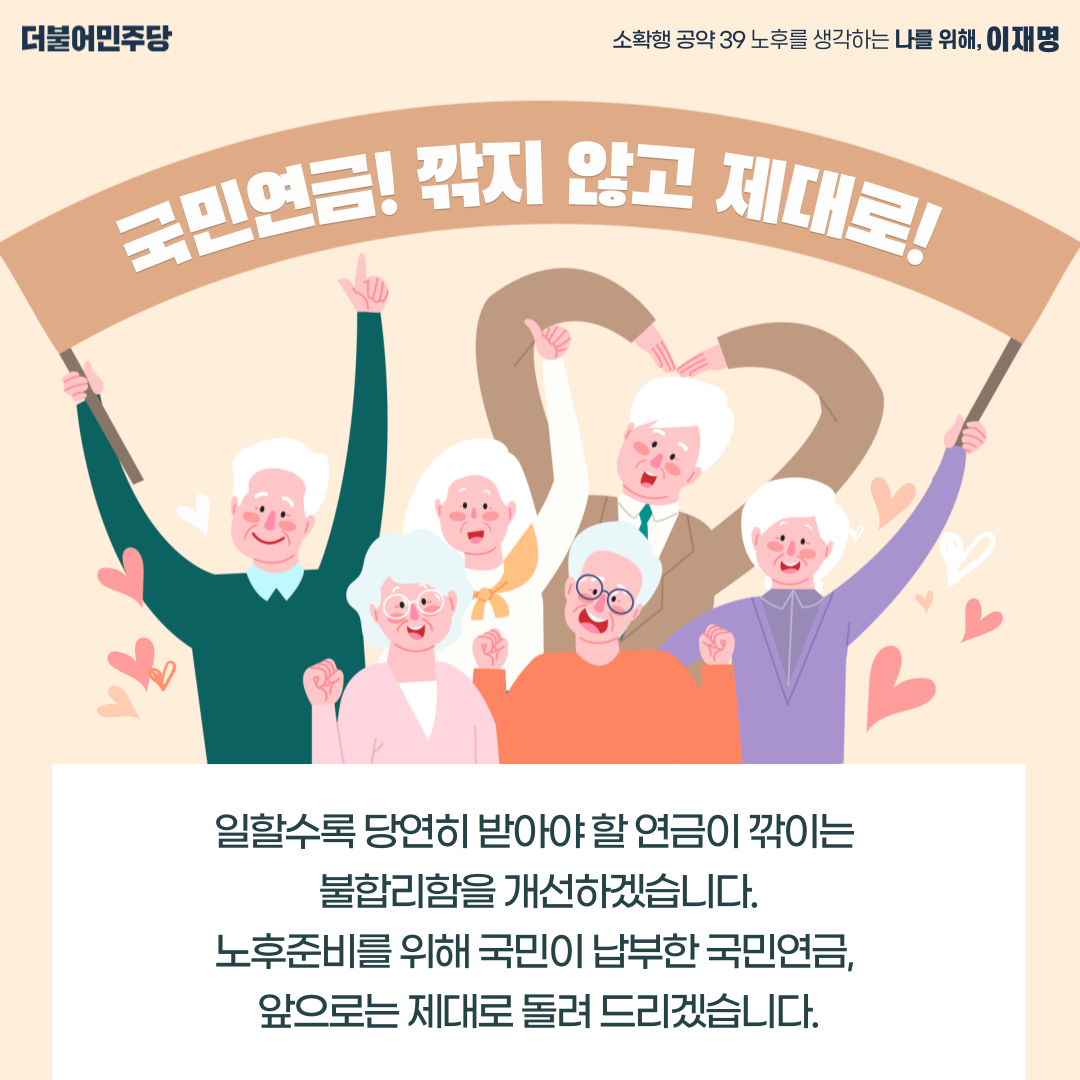 더불어민주당
소확행 공약 39 노후를 생각하는 나를 위해, 이재명
국민연금! 깎지 않고 제대로!
일할수록 당연히 받아야 할 연금이 깎이는
불합리함을 개선하겠습니다.
노후준비를 위해 국민이 납부한 국민연금,
앞으로는 제대로 돌려 드리겠습니다.